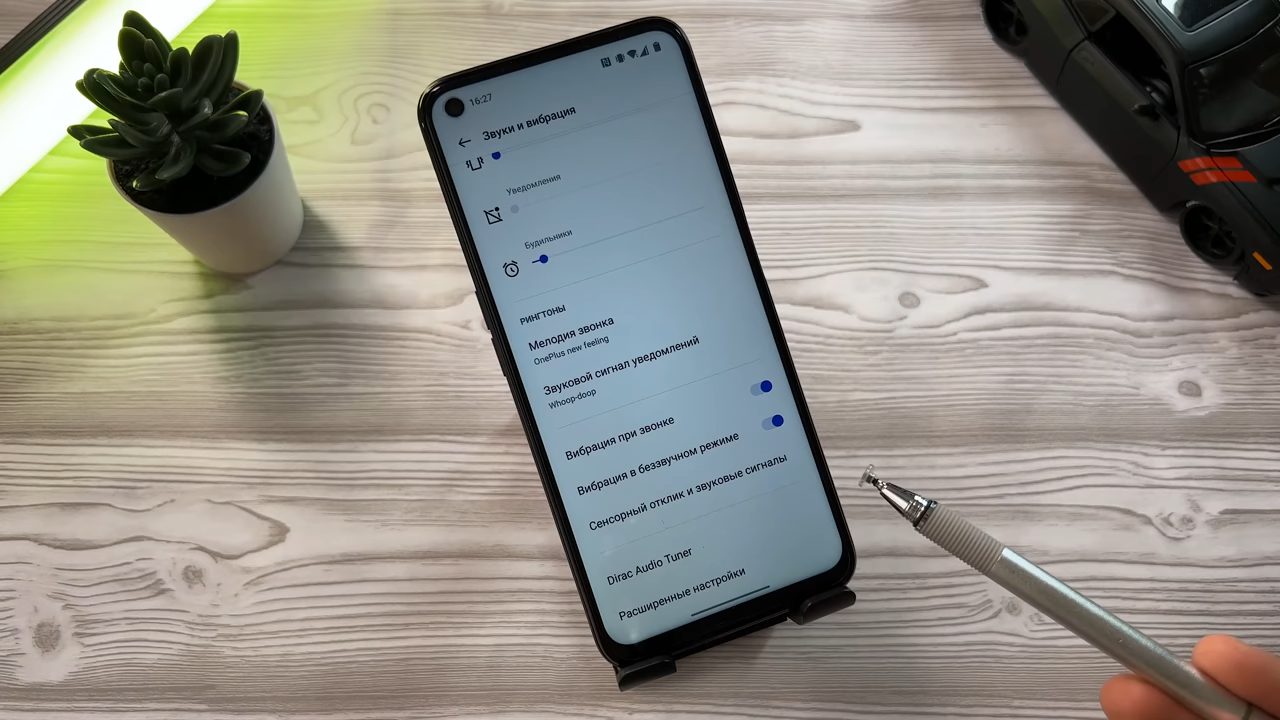 16:27
Звуки и вибрация
Уведомления
Будильники
РИНГТОНЫ
Мелодия звонка
OnePlus new feeling
Звуковой сигнал уведомлений
Whoop-doop
Вибрация при звонке
Вибрация в беззвучном режиме
Сенсорный отклик и звуковые сигналы
Dirac Audio Tuner
Расширенные настройки